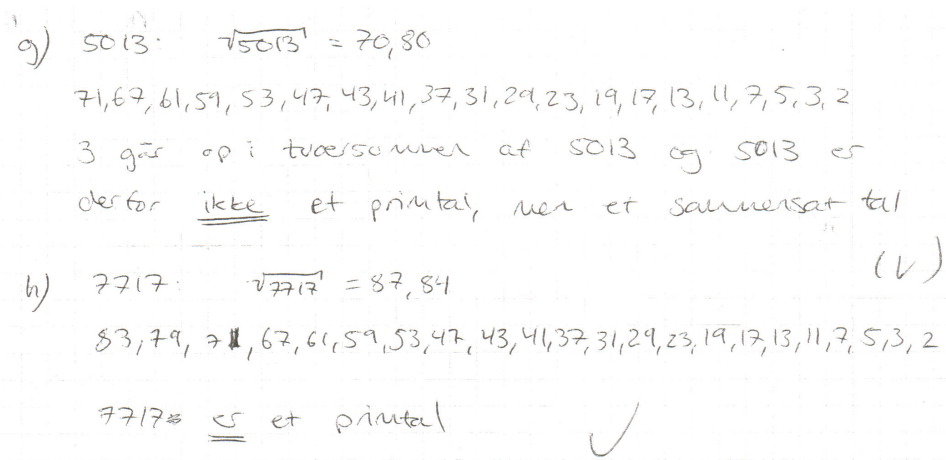 g) 5013: √5013 = 70,80
71,67,61,59,53,47,43,41,37,31,29,23,19,17,13,11,7,5,3,2
3 går op i tværsummen af 5013 og 5013 er
derfor ikke et primtal, men et sammensat tal
(√)
h) 7717: √7717 = 87,84
83,79,71,67,61,59,53,47,43,41,37,31,29,23,19,17,13,11,7,5,3,2
7717 er et primtal
√